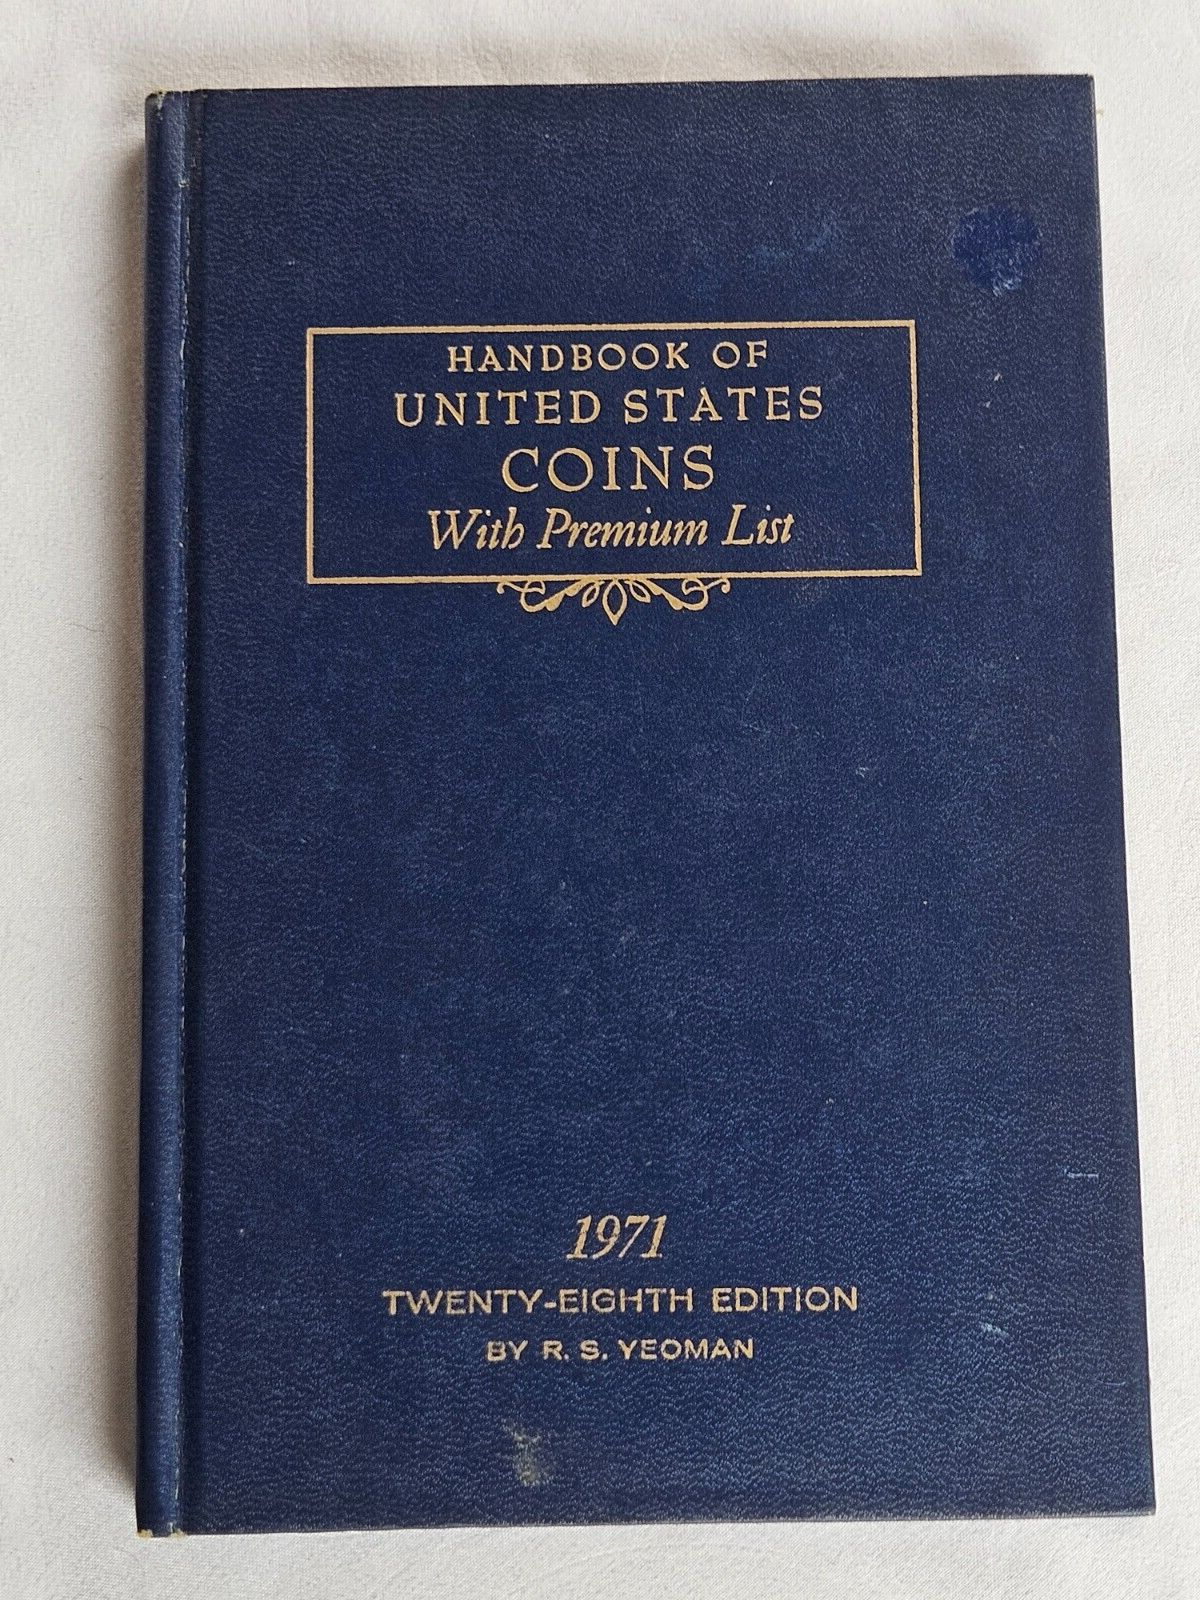 HANDBOOK OF
UNITED STATES
COINS
With Premium List
1971
TWENTY-EIGHTH EDITION
BY R. S. YEOMAN